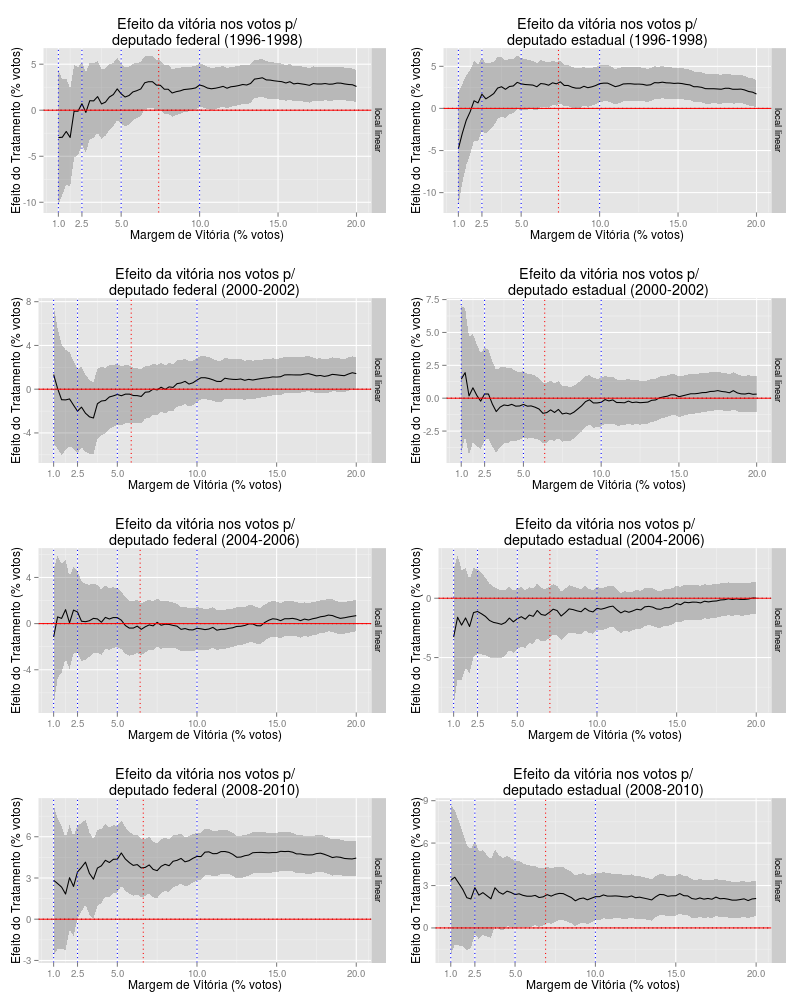 Efeito da vitória nos votos p/
deputado federal (1996-1998)
Efeito do Tratamento (% votos)
5
0
-5
-10
local linear
1.0 2.5 5.0 10.0 15.0 20.0
Margem de Vitória (% votos)
Efeito da vitória nos votos p/
deputado estadual (1996-1998)
Efeito do Tratamento (% votos)
5
0
-5
-10
local linear
1.0 2.5 5.0 10.0 15.0 20.0
Margem de Vitória (% votos)
Efeito da vitória nos votos p/
deputado federal (2000-2002)
Efeito do Tratamento (% votos)
8
4
0
-4
local linear
1.0 2.5 5.0 10.0 15.0 20.0
Margem de Vitória (% votos)
Efeito da vitória nos votos p/
deputado estadual (2000-2002)
Efeito do Tratamento (% votos)
7.5
5.0
2.5
0.0
-2.5
local linear
1.0 2.5 5.0 10.0 15.0 20.0
Margem de Vitória (% votos)
Efeito da vitória nos votos p/
deputado federal (2004-2006)
Efeito do Tratamento (% votos)
4
0
-4
local linear
1.0 2.5 5.0 10.0 15.0 20.0
Margem de Vitória (% votos)
Efeito da vitória nos votos p/
deputado estadual (2004-2006)
Efeito do Tratamento (% votos)
0
-5
local linear
1.0 2.5 5.0 10.0 15.0 20.0
Margem de Vitória (% votos)
Efeito da vitória nos votos p/
deputado federal (2008-2010)
Efeito do Tratamento (% votos)
6
3
0
-3
local linear
1.0 2.5 5.0 10.0 15.0 20.0
Margem de Vitória (% votos)
Efeito da vitória nos votos p/
deputado estadual (2008-2010)
Efeito do Tratamento (% votos)
9
6
3
0
local linear
1.0 2.5 5.0 10.0 15.0 20.0
Margem de Vitória (% votos)